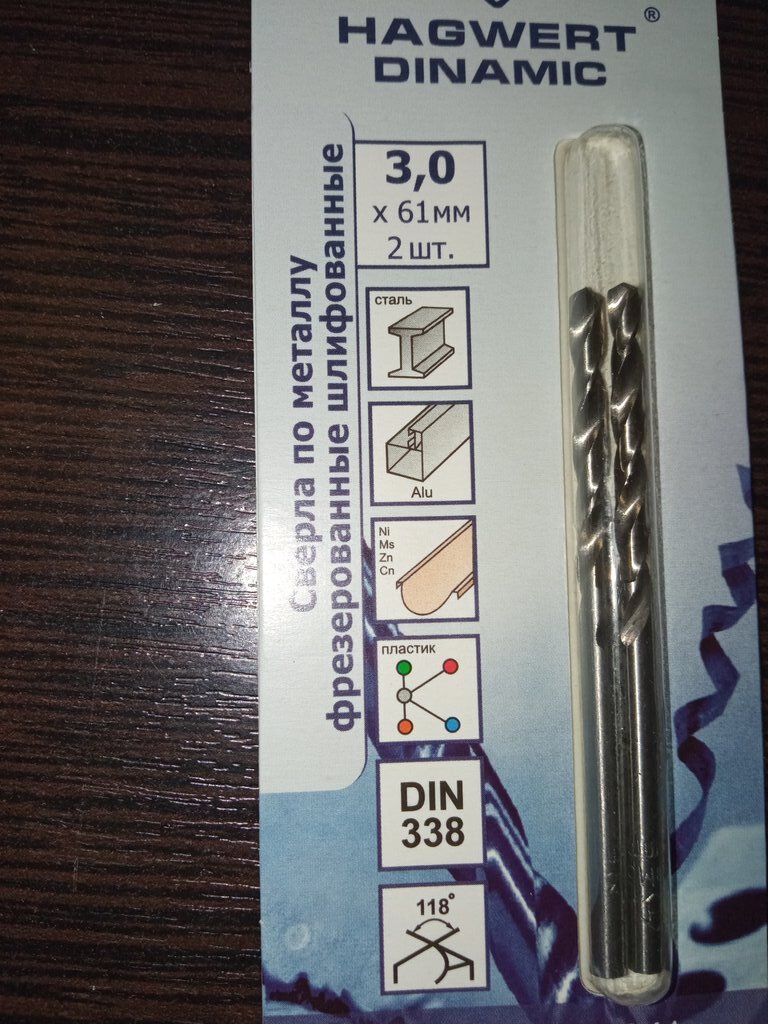 HAGWERT ®
DINAMIC
Сверла по металлу
фрезерованные шлифованные
3,0
x 61мм
2 шт.
сталь
Alu
Ni
Ms
Zn
Cn
пластик
DIN
338
118°